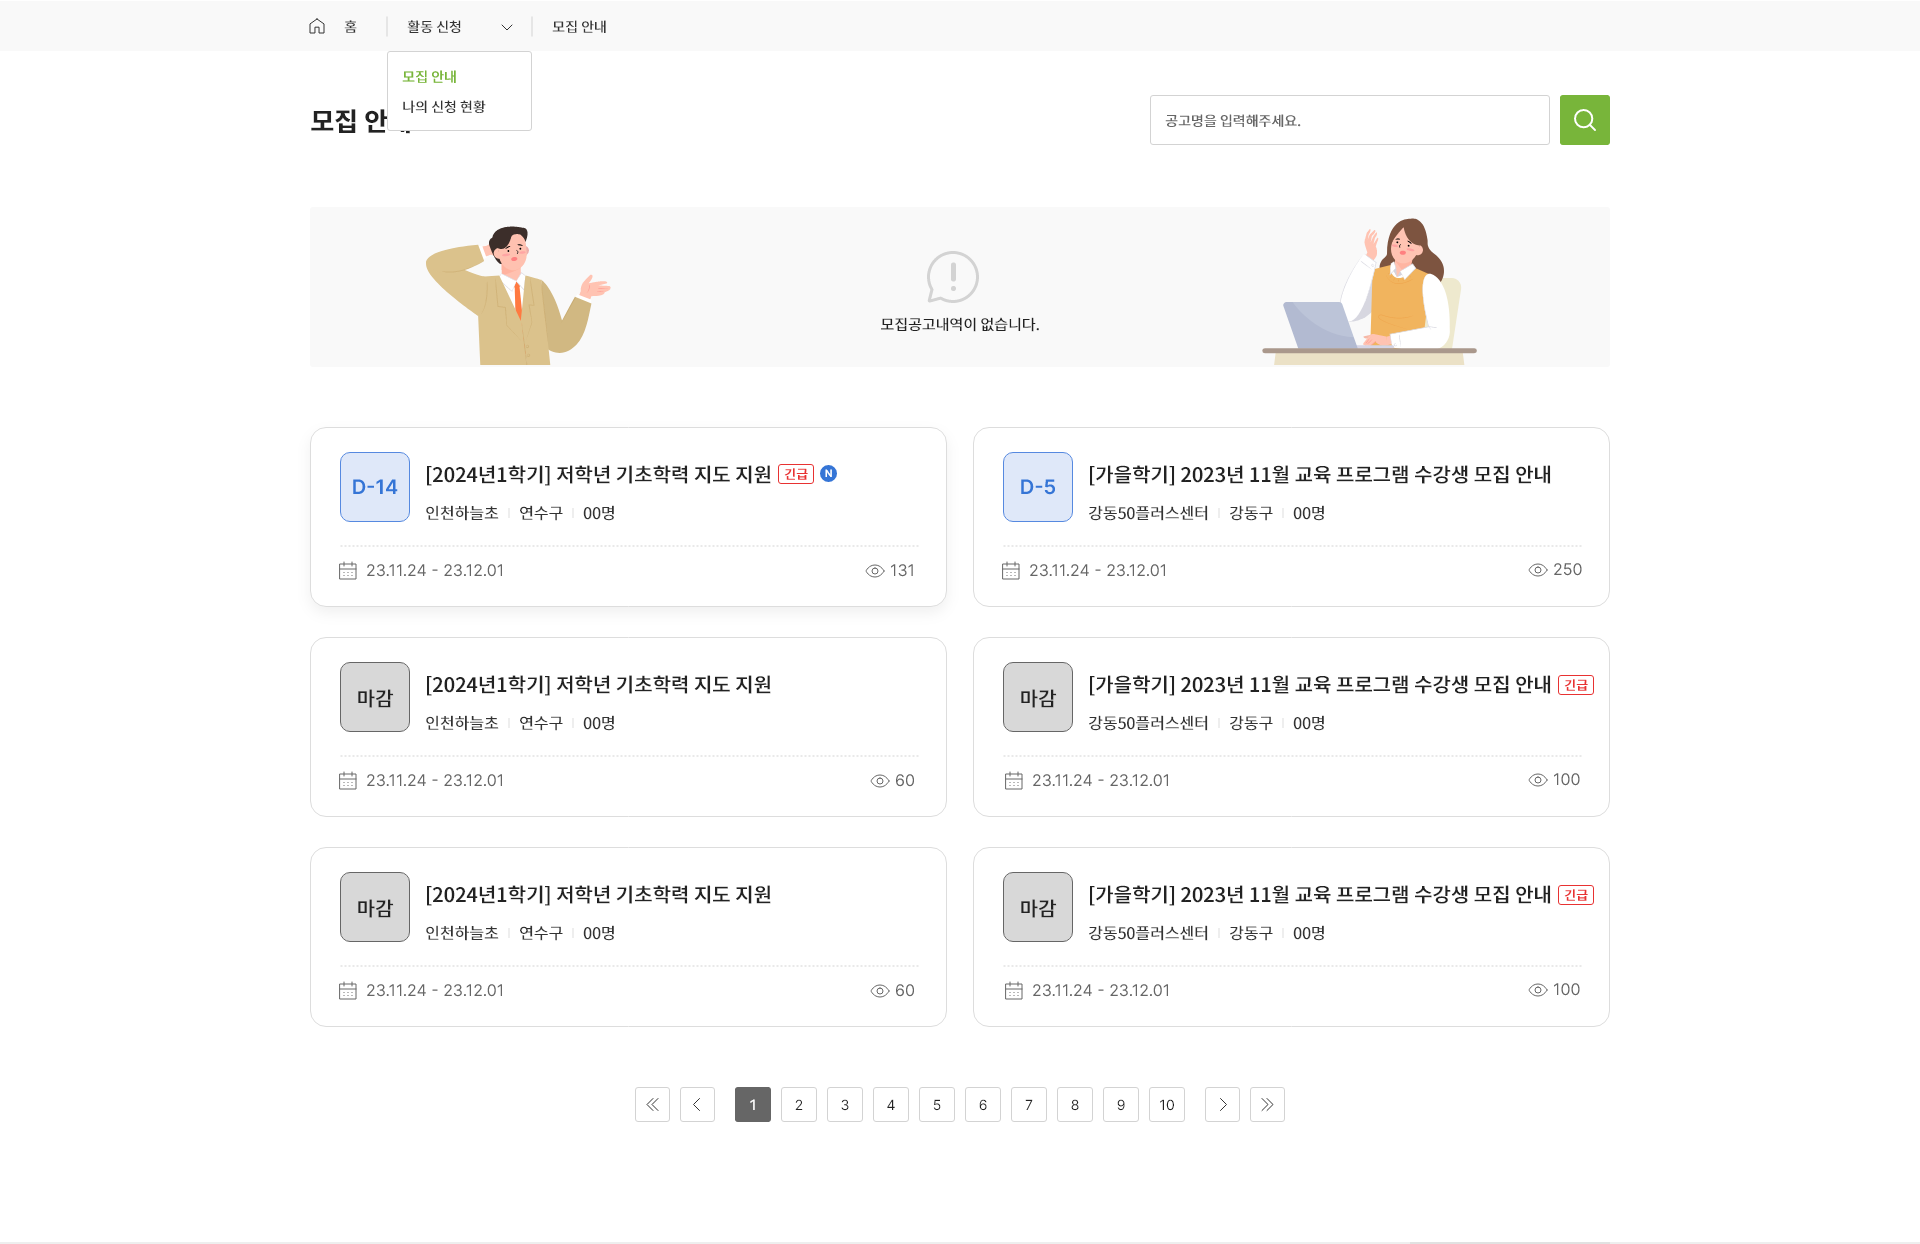 홈 활동 신청 모집 안내
모집 안내
나의 신청 현황
모집 안
공고명을 입력해주세요.
모집공고내역이 없습니다.
D-14
[2024년1학기] 저학년 기초학력 지도 지원 긴급 N
인천하늘초 연수구 00명
23.11.24 - 23.12.01 131
D-5
[가을학기] 2023년 11월 교육 프로그램 수강생 모집 안내
강동50플러스센터 강동구 00명
23.11.24 - 23.12.01 250
마감
[2024년1학기] 저학년 기초학력 지도 지원
인천하늘초 연수구 00명
23.11.24 - 23.12.01 60
마감
[가을학기] 2023년 11월 교육 프로그램 수강생 모집 안내 긴급
강동50플러스센터 강동구 00명
23.11.24 - 23.12.01 100
마감
[2024년1학기] 저학년 기초학력 지도 지원
인천하늘초 연수구 00명
23.11.24 - 23.12.01 60
마감
[가을학기] 2023년 11월 교육 프로그램 수강생 모집 안내 긴급
강동50플러스센터 강동구 00명
23.11.24 - 23.12.01 100
1 2 3 4 5 6 7 8 9 10